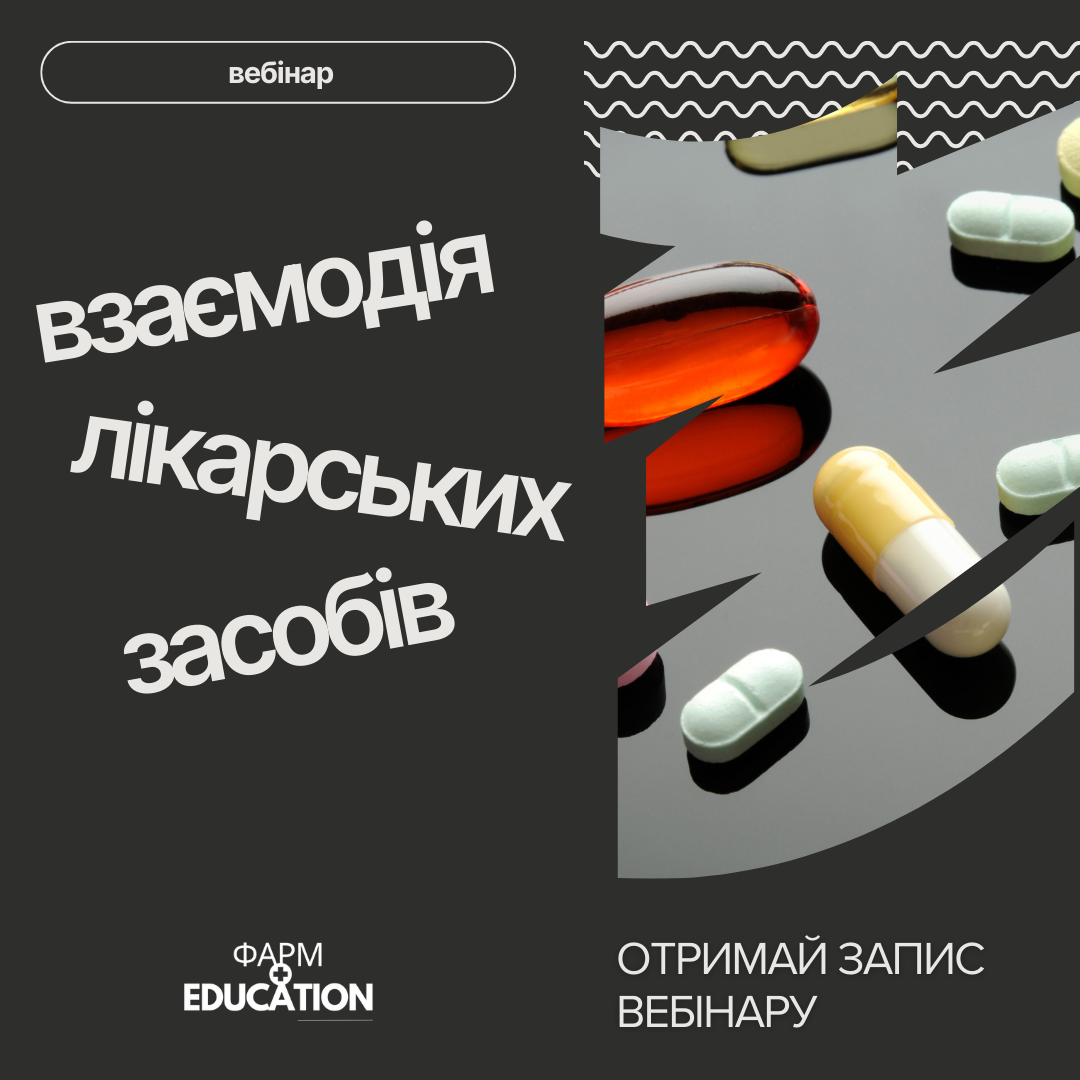 вебінар
взаємодія
лікарських
засобів
ФАРМ
EDUCATION
ОТРИМАЙ ЗАПИС
ВЕБІНАРУ